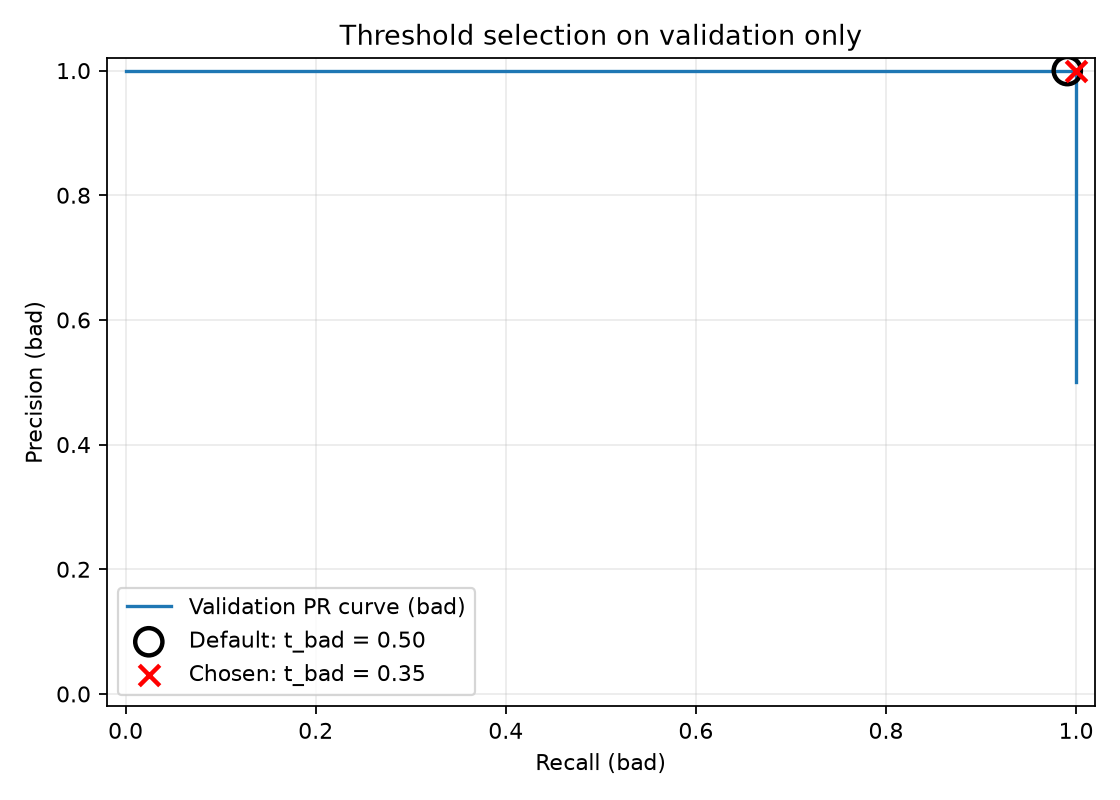 Threshold selection on validation only
Precision (bad)
1.0
0.8
0.6
0.4
0.2
0.0
Validation PR curve (bad)
Default: t_bad = 0.50
Chosen: t_bad = 0.35
0.0 0.2 0.4 0.6 0.8 1.0
Recall (bad)